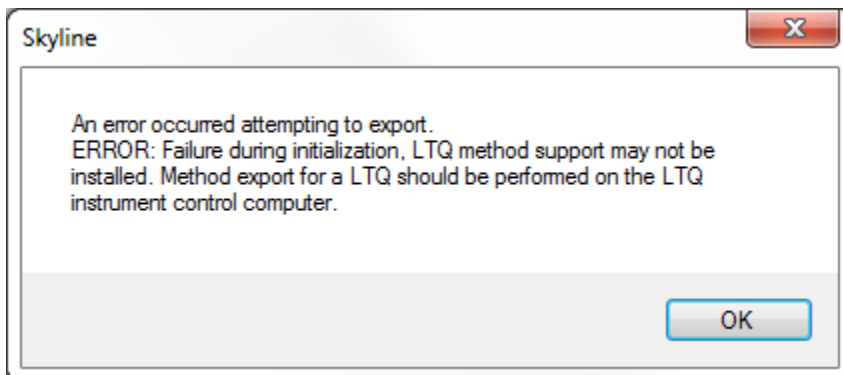 Skyline
An error occurred attempting to export.
ERROR: Failure during initialization, LTQ method support may not be
installed. Method export for a LTQ should be performed on the LTQ
instrument control computer.
OK